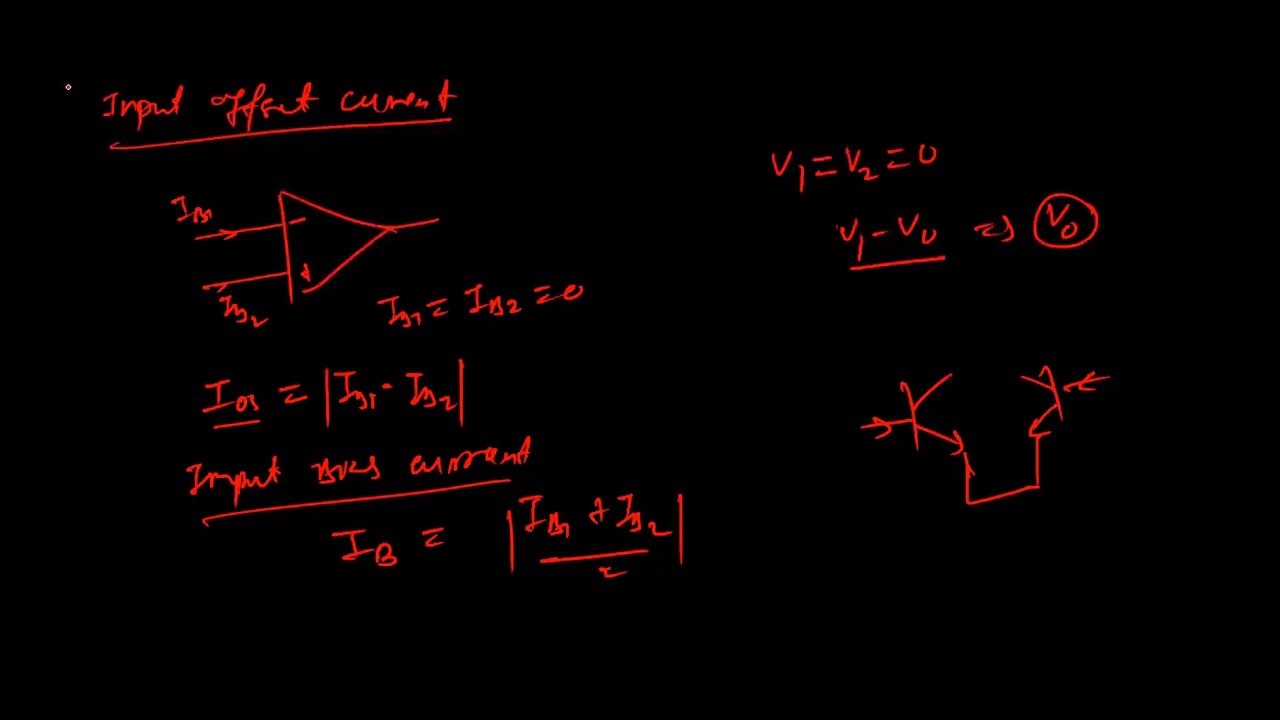 Input offset current
V1 = V2 = 0
IB1
-
V1 - V0 => V0
+
IB2
IB1 = IB2 = 0
Ios = |IB1 - IB2|
Input Bias current
IB = |IB1 + IB2 / 2|